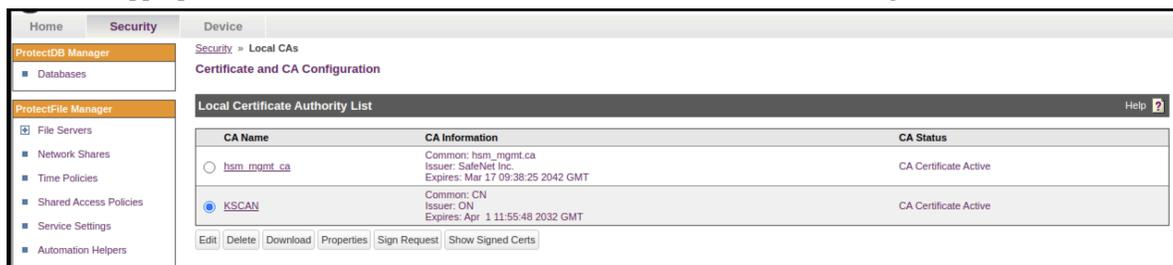 Home Security Device
ProtectDB Manager
Databases
ProtectFile Manager
File Servers
Network Shares
Time Policies
Shared Access Policies
Service Settings
Automation Helpers
Security » Local CAs
Certificate and CA Configuration
Local Certificate Authority List Help ?
CA Name CA Information CA Status
hsm_mgmt_ca Common: hsm_mgmt.ca
Issuer: SafeNet Inc.
Expires: Mar 17 09:38:25 2042 GMT CA Certificate Active
KSCAN Common: CN
Issuer: ON
Expires: Apr 1 11:55:48 2032 GMT CA Certificate Active
Edit Delete Download Properties Sign Request Show Signed Certs